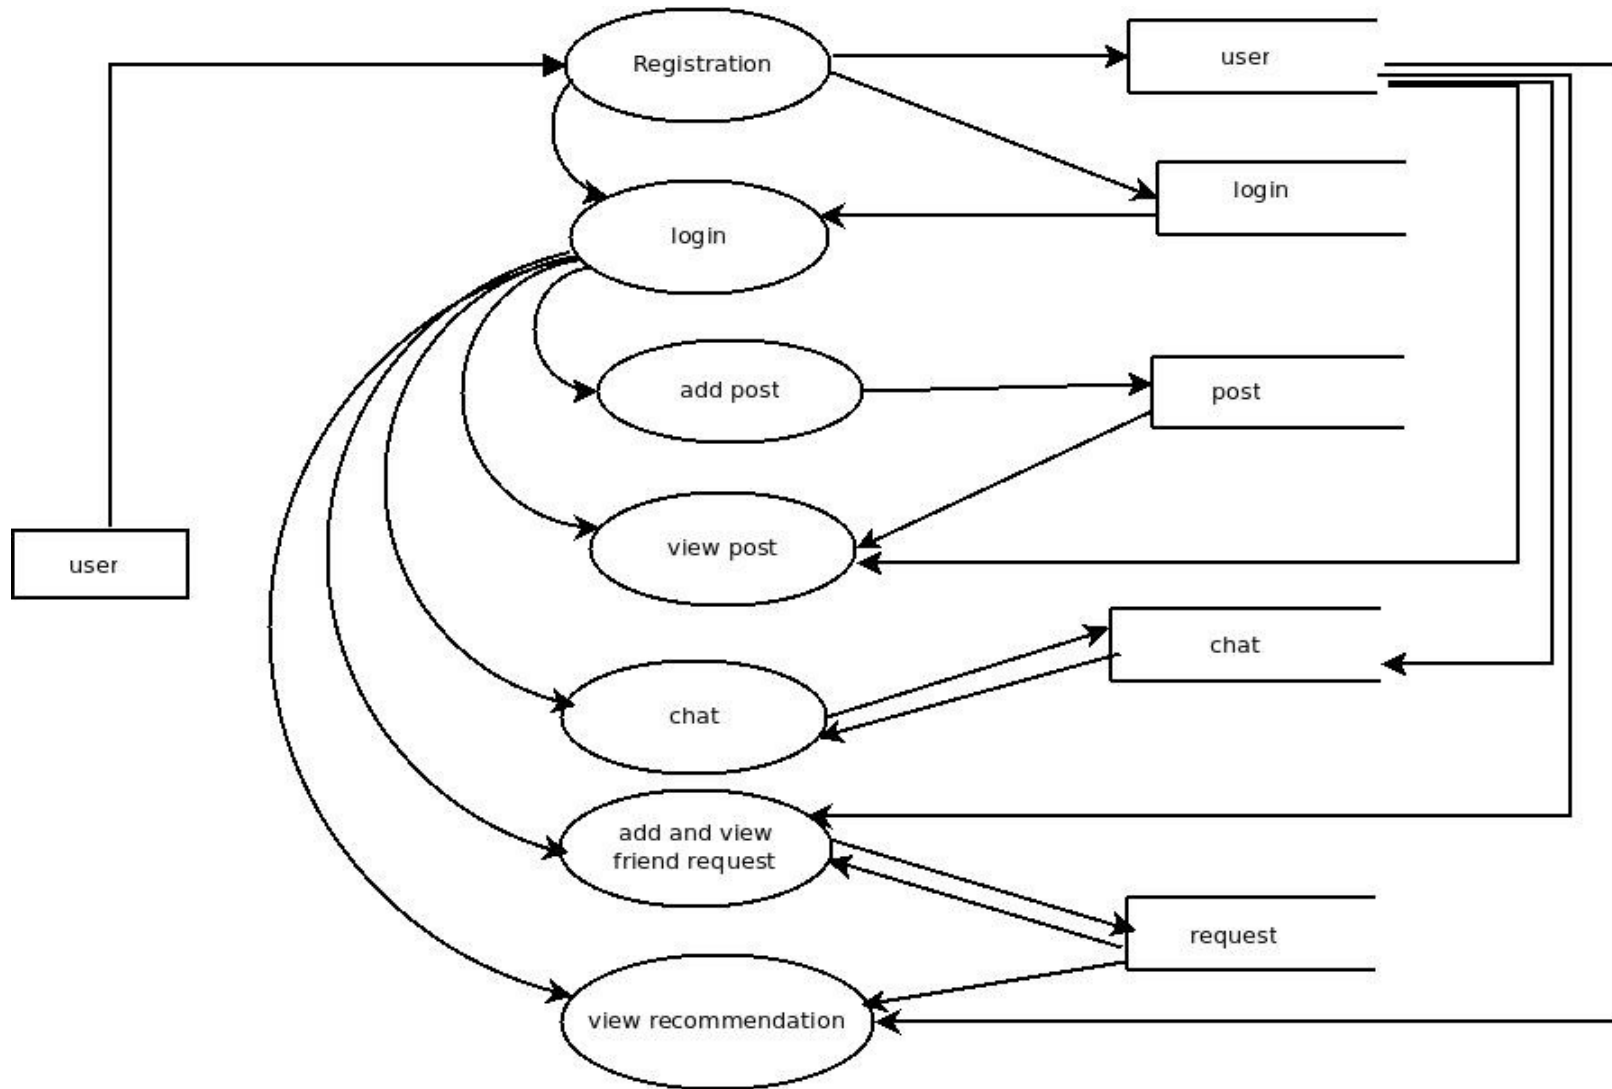 Registration
user
login
login
add post
post
view post
user
chat
chat
add and view
friend request
request
view recommendation